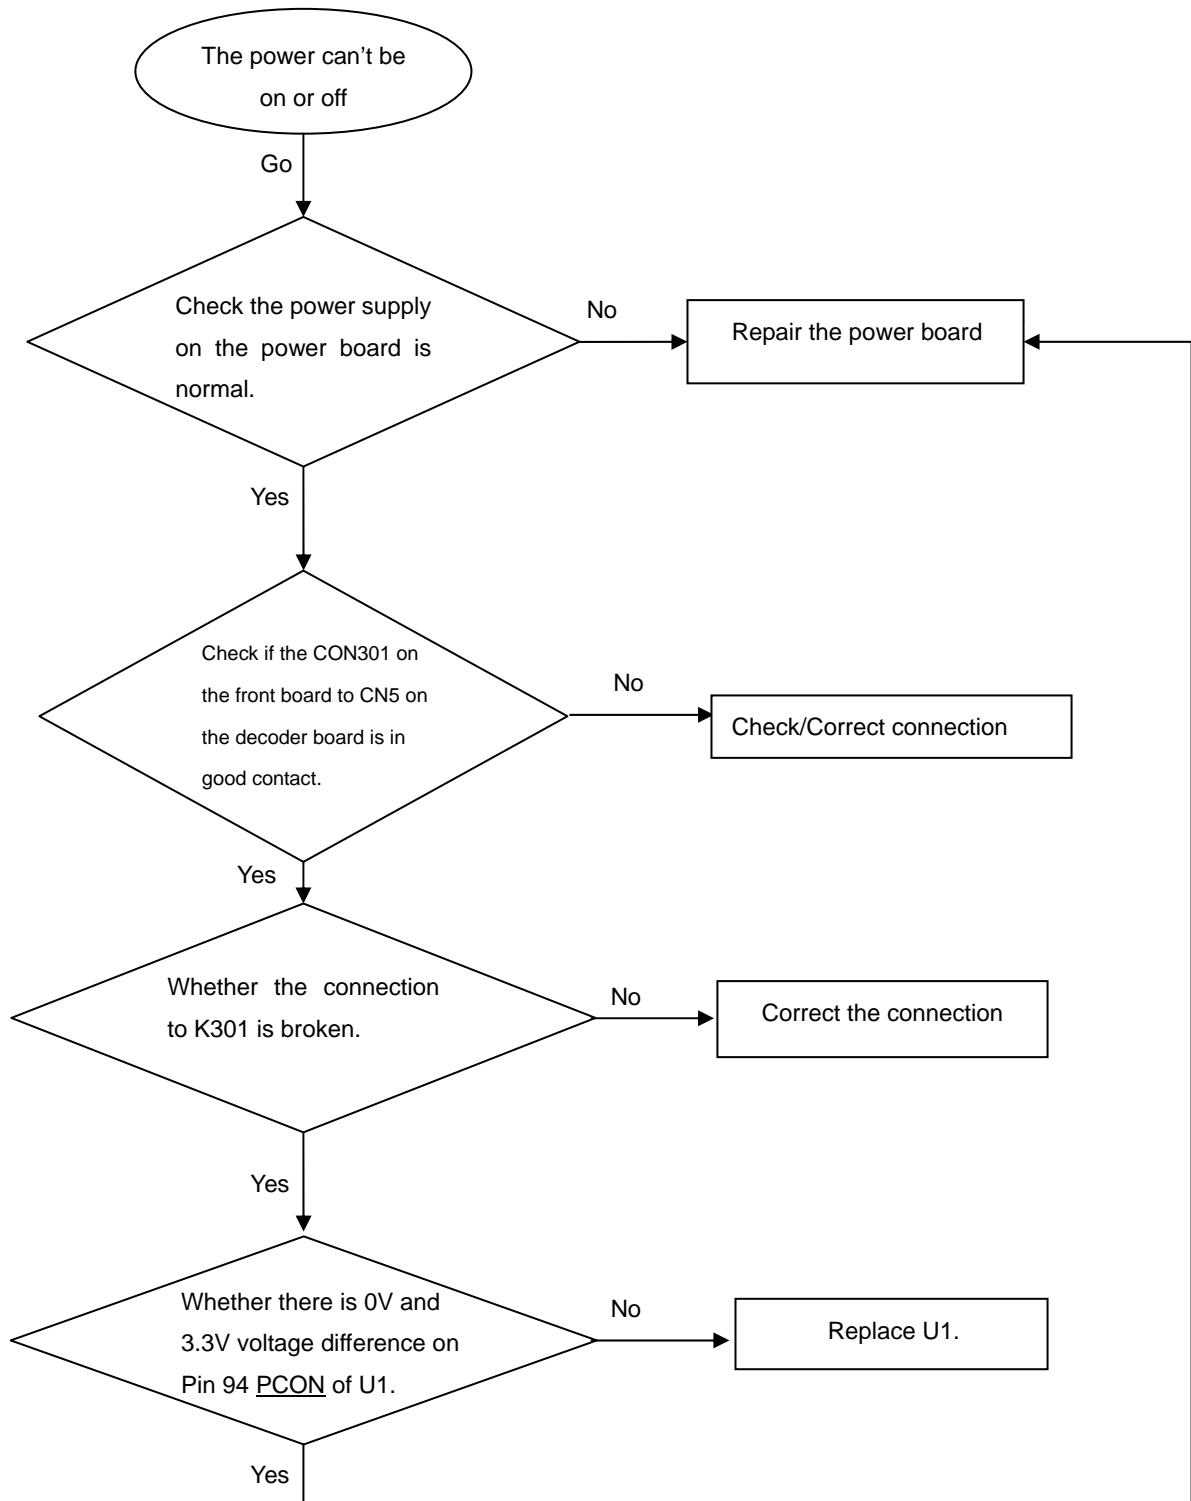 The power can't be
on or off
Go
Check the power supply
on the power board is
normal.
No
Repair the power board
Yes
Check if the CON301 on
the front board to CN5 on
the decoder board is in
good contact.
No
Check/Correct connection
Yes
Whether the connection
to K301 is broken.
No
Correct the connection
Yes
Whether there is 0V and
3.3V voltage difference on
Pin 94 PCON of U1.
No
Replace U1.
Yes